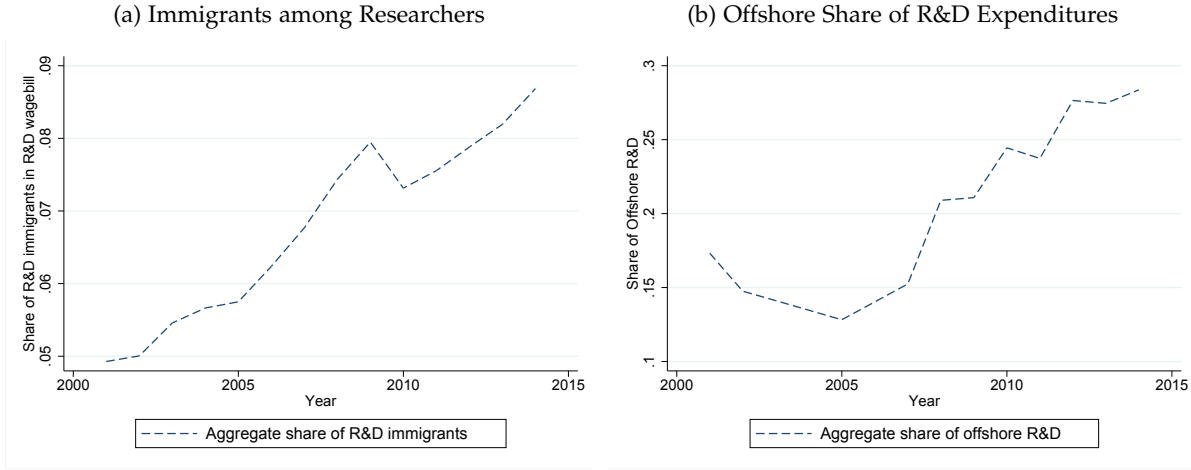 (a) Immigrants among Researchers
Share of R&D immigrants in R&D wagebill
.09
.08
.07
.06
.05
2000
2005
2010
2015
Year
Aggregate share of R&D immigrants
(b) Offshore Share of R&D Expenditures
Share of Offshore R&D
.3
.25
.2
.15
.1
2000
2005
2010
2015
Year
Aggregate share of offshore R&D